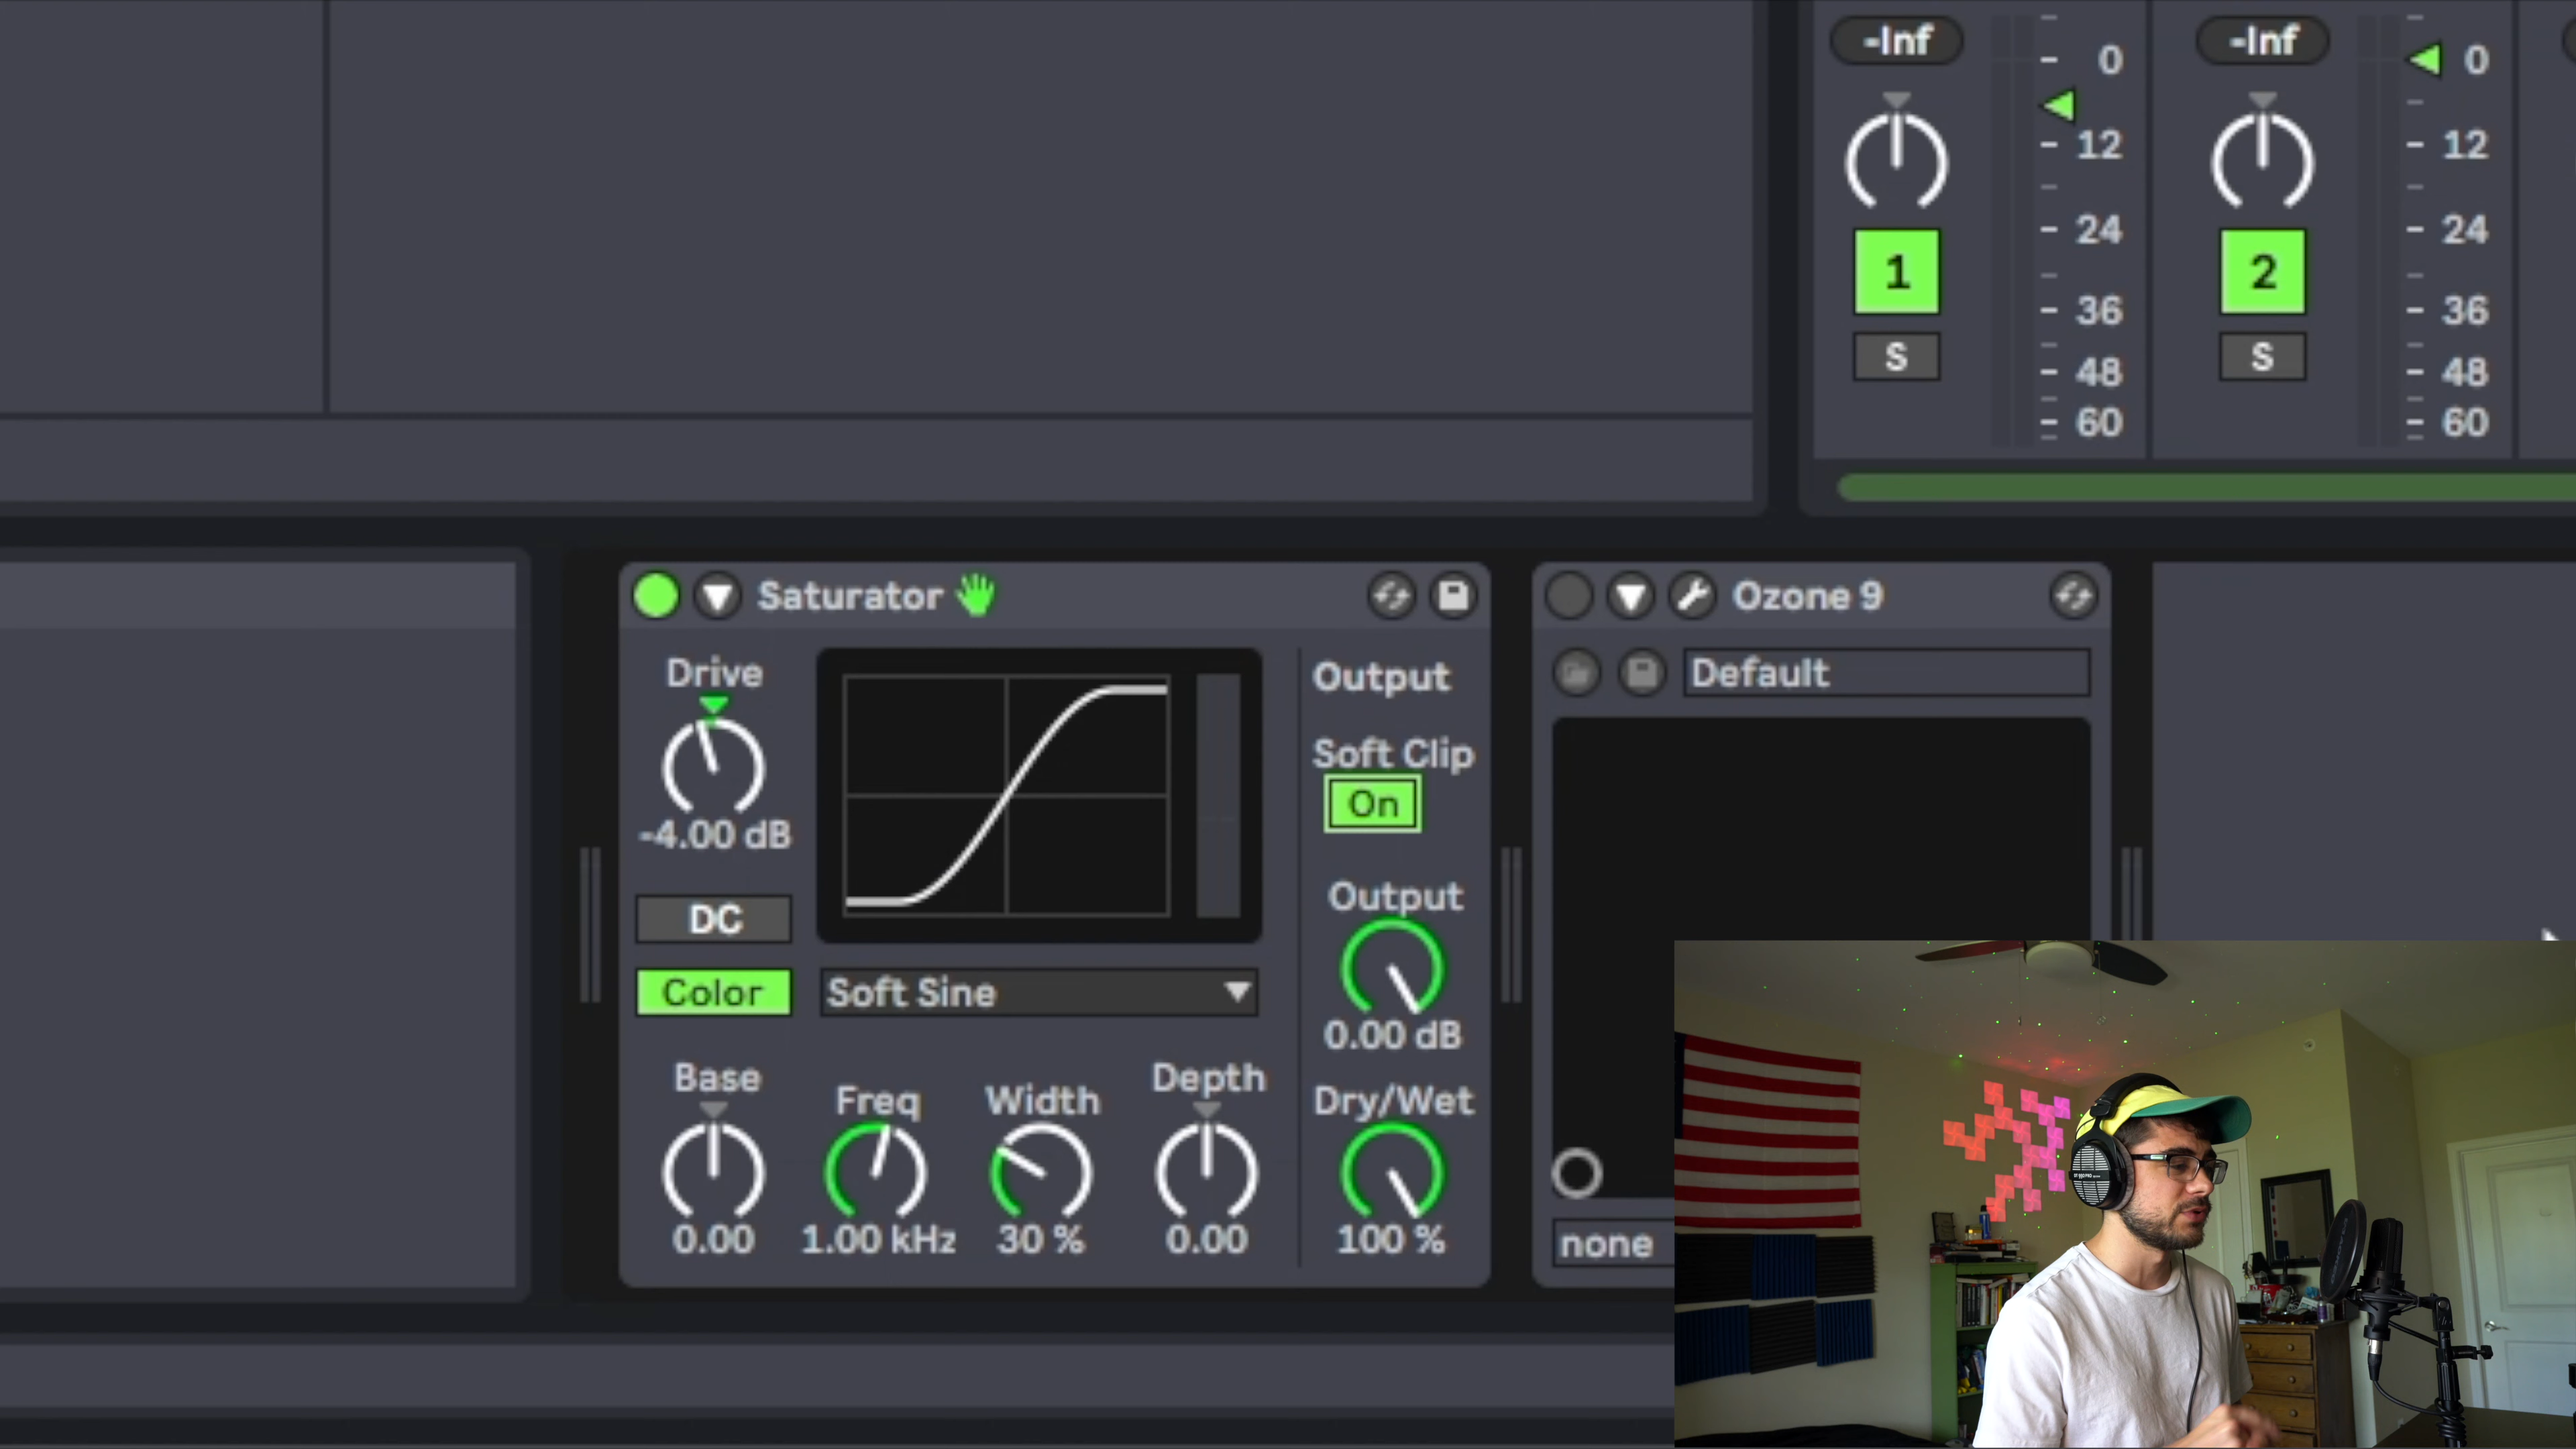 -Inf
0
12
24
36
48
60
1
S
-Inf
0
12
24
36
48
60
2
S
Saturator
Drive
-4.00 dB
DC
Color
Soft Sine
Base
0.00
Freq
1.00 kHz
Width
30 %
Depth
0.00
Output
Soft Clip
On
Output
0.00 dB
Dry/Wet
100 %
Ozone 9
Default
none